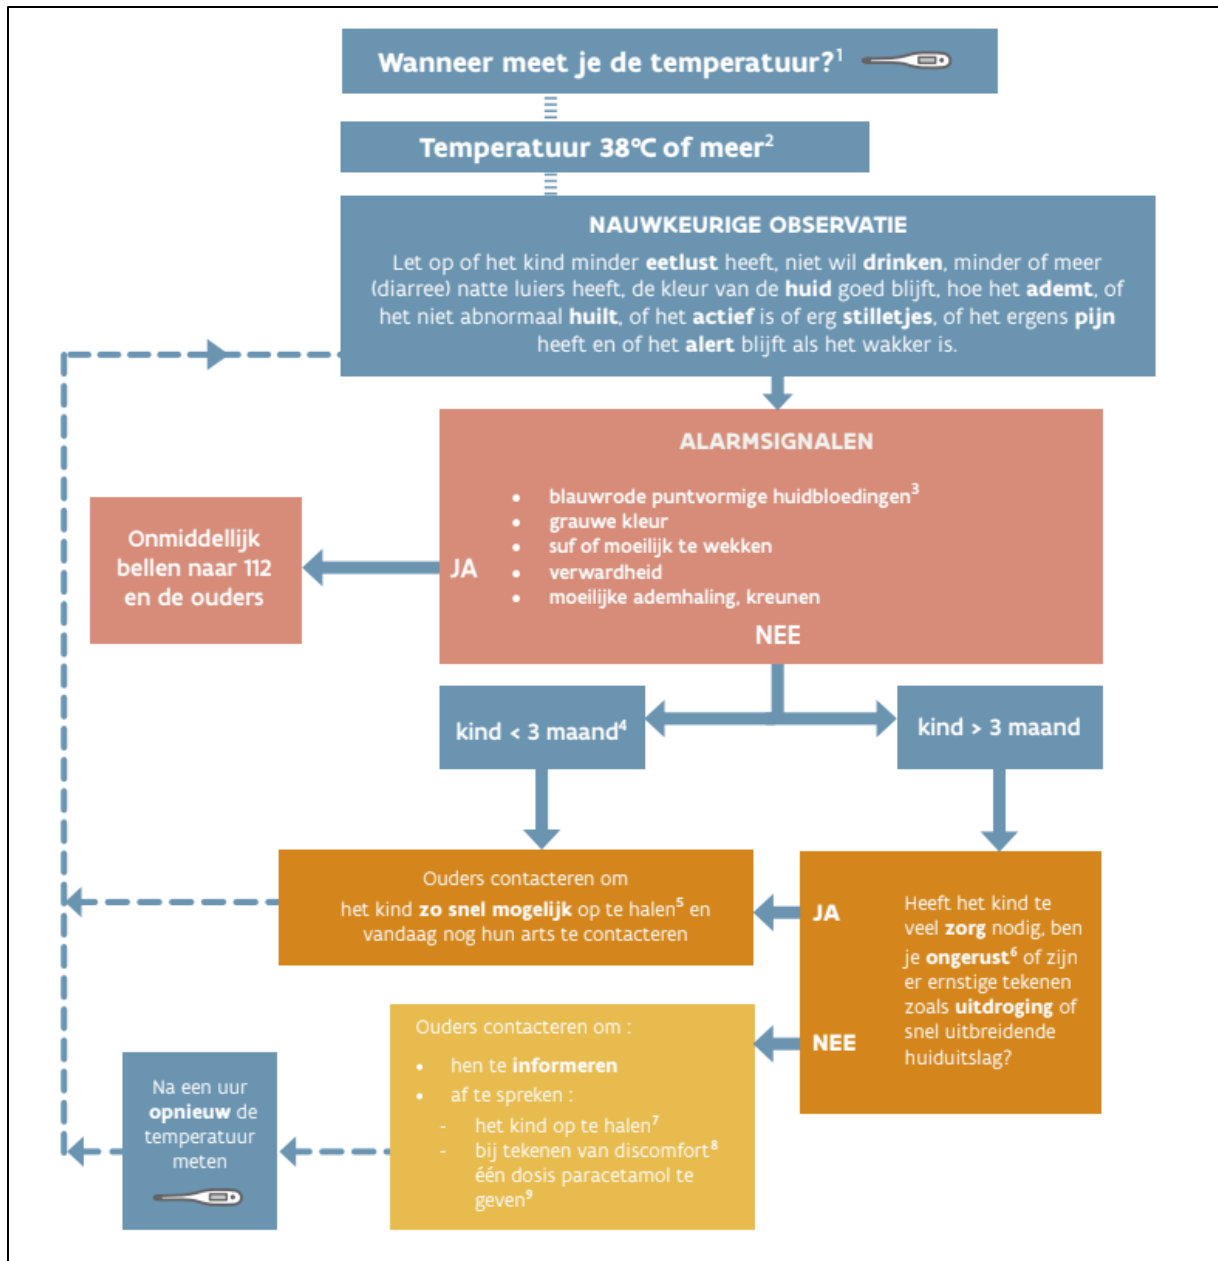 Wanneer meet je de temperatuur?¹
Temperatuur 38°C of meer²
NAUWKEURIGE OBSERVATIE
Let op of het kind minder eetlust heeft, niet wil drinken, minder of meer
(diarree) natte luiers heeft, de kleur van de huid goed blijft, hoe het ademt, of
het niet abnormaal huilt, of het actief is of erg stilletjes, of het ergens pijn
heeft en of het alert blijft als het wakker is.
ALARMSIGNALEN
• blauwrode puntvormige huidbloedingen³
• grauwe kleur
• suf of moeilijk te wekken
• verwardheid
• moeilijke ademhaling, kreunen
JA
NEE
Onmiddellijk
bellen naar 112
en de ouders
kind < 3 maand⁴
kind > 3 maand
Ouders contacteren om
het kind zo snel mogelijk op te halen⁵ en
vandaag nog hun arts te contacteren
JA
NEE
Heeft het kind te
veel zorg nodig, ben
je ongerust⁶ of zijn
er ernstige tekenen
zoals uitdroging of
snel uitbreidende
huiduitslag?
Ouders contacteren om :
• hen te informeren
• af te spreken :
- het kind op te halen⁷
- bij tekenen van discomfort⁸
één dosis paracetamol te
geven⁹
Na een uur
opnieuw de
temperatuur
meten